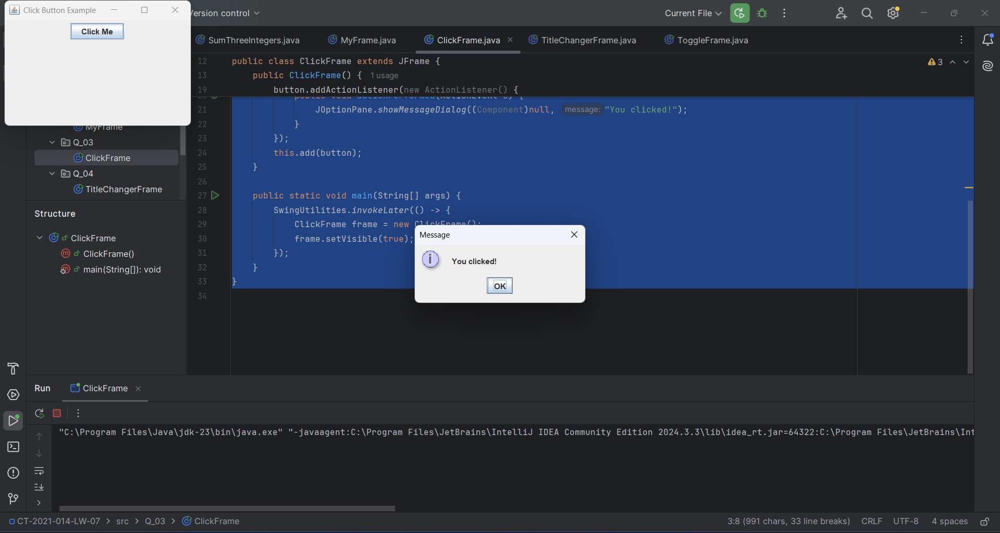 Click Button Example
Click Me
Version control
Current File
SumThreeIntegers.java
MyFrame.java
ClickFrame.java
TitleChangerFrame.java
ToggleFrame.java
12 public class ClickFrame extends JFrame {
13 public ClickFrame() { 1 usage
19 button.addActionListener(new ActionListener() {
3
20 public void actionPerformed(ActionEvent e) {
21 JOptionPane.showMessageDialog((Component)null, message: "You clicked!");
22 }
23 });
24 this.add(button);
25 }
26
27 public static void main(String[] args) {
28 SwingUtilities.invokeLater(() -> {
29 ClickFrame frame = new ClickFrame();
30 frame.setVisible(true);
31 });
32 }
33 }
34
MyFrame
Q_03
ClickFrame
Q_04
TitleChangerFrame
Structure
ClickFrame
ClickFrame()
main(String[]): void
Message
You clicked!
OK
Run
ClickFrame
"C:\Program Files\Java\jdk-23\bin\java.exe" "-javaagent:C:\Program Files\JetBrains\IntelliJ IDEA Community Edition 2024.3.3\lib\idea_rt.jar=64322:C:\Program Files\JetBrains\Int
CT-2021-014-LW-07 > src > Q_03 > ClickFrame
3:8 (991 chars, 33 line breaks) CRLF UTF-8 4 spaces